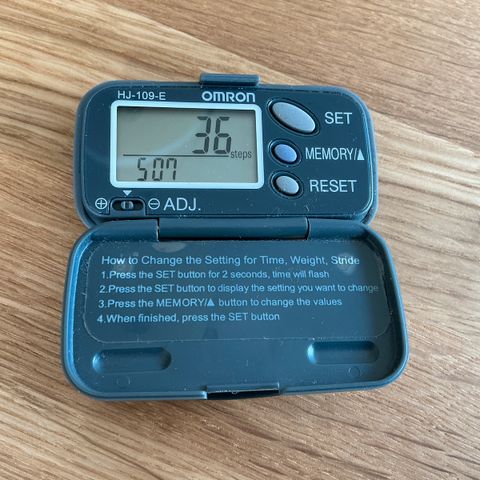 HJ-109-E OMRON
36 steps
507
SET
MEMORY/▲
RESET
⊕ ⊖ ADJ.
How to Change the Setting for Time, Weight, Stride
1.Press the SET button for 2 seconds, time will flash
2.Press the SET button to display the setting you want to change
3.Press the MEMORY/▲ button to change the values
4.When finished, press the SET button